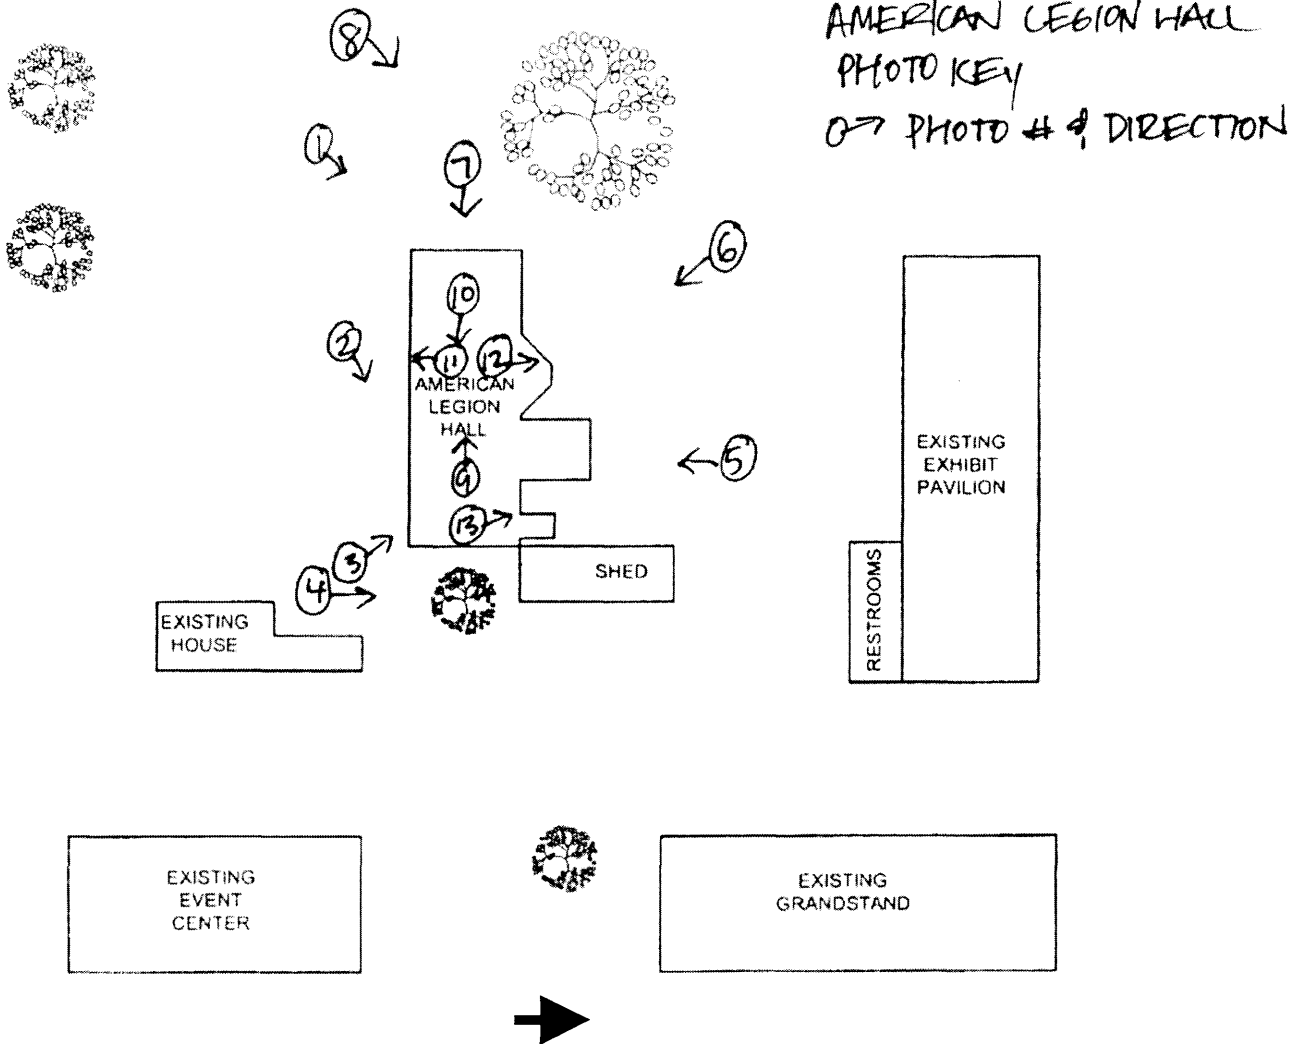 AMERICAN LEGION HALL
PHOTO KEY
O→ PHOTO # & DIRECTION
8
1
7
6
10
2
11
12
AMERICAN
LEGION
HALL
9
5
13
3
4
SHED
EXISTING
HOUSE
EXISTING
EXHIBIT
PAVILION
RESTROOMS
EXISTING
EVENT
CENTER
EXISTING
GRANDSTAND